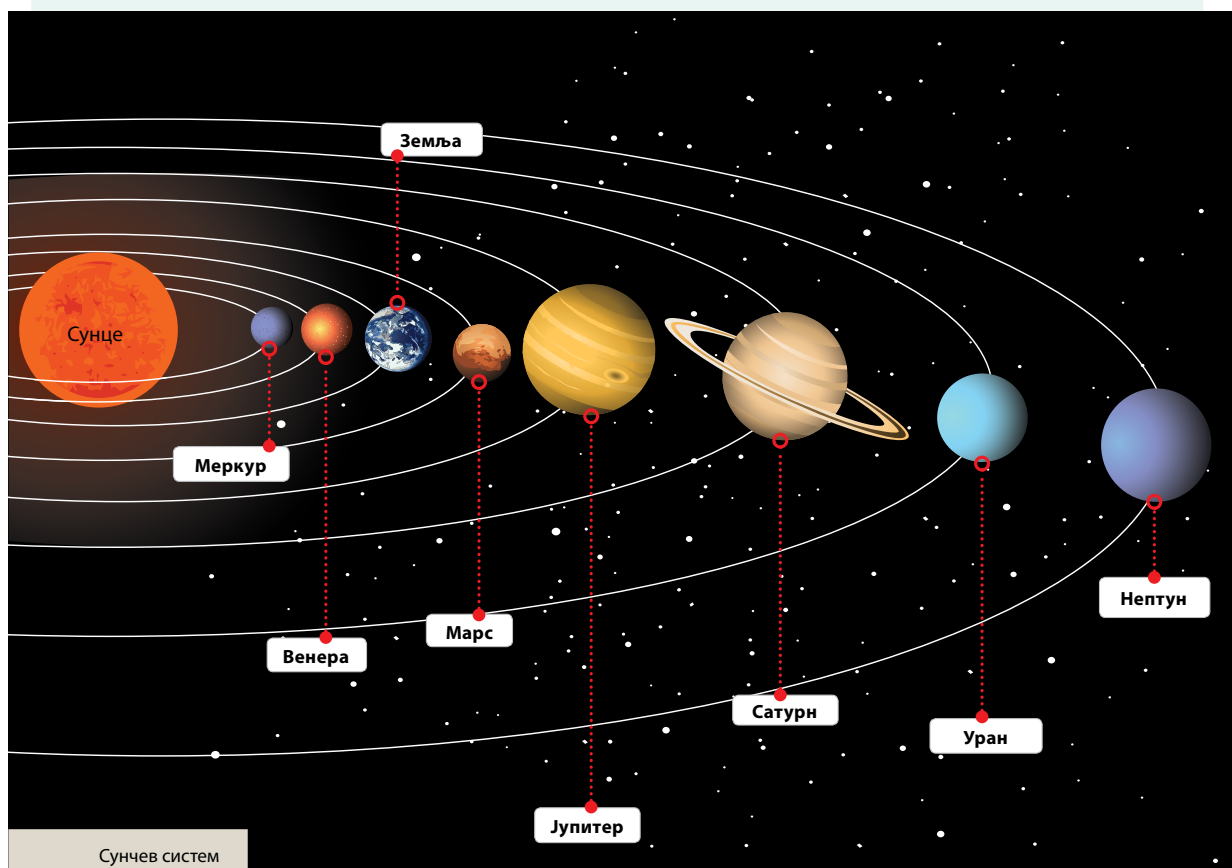 Земља
Сунце
Меркур
Венера
Марс
Јупитер
Сатурн
Уран
Нептун
Сунчев систем